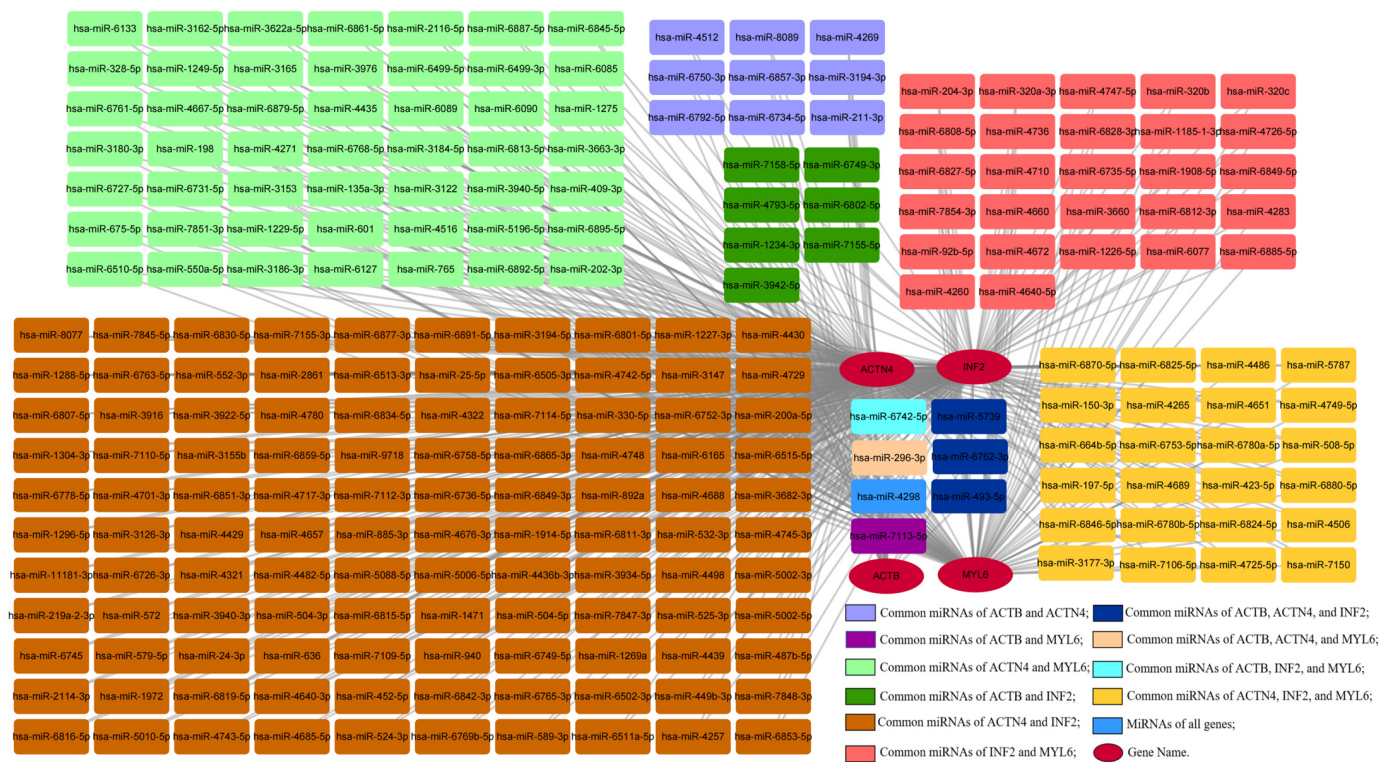 hsa-miR-6133 hsa-miR-3162-5p hsa-miR-3622a-5p hsa-miR-6861-5p hsa-miR-2116-5p hsa-miR-6887-5p hsa-miR-6845-5p
hsa-miR-328-5p hsa-miR-1249-5p hsa-miR-3165 hsa-miR-3976 hsa-miR-6499-5p hsa-miR-6499-3p hsa-miR-6085
hsa-miR-6761-5p hsa-miR-4667-5p hsa-miR-6879-5p hsa-miR-4435 hsa-miR-6089 hsa-miR-6090 hsa-miR-1275
hsa-miR-3180-3p hsa-miR-198 hsa-miR-4271 hsa-miR-6768-5p hsa-miR-3184-5p hsa-miR-6813-5p hsa-miR-3663-3p
hsa-miR-6727-5p hsa-miR-6731-5p hsa-miR-3153 hsa-miR-135a-3p hsa-miR-3122 hsa-miR-3940-5p hsa-miR-409-3p
hsa-miR-675-5p hsa-miR-7851-3p hsa-miR-1229-5p hsa-miR-601 hsa-miR-4516 hsa-miR-5196-5p hsa-miR-6895-5p
hsa-miR-6510-5p hsa-miR-550a-5p hsa-miR-3186-3p hsa-miR-6127 hsa-miR-765 hsa-miR-6892-5p hsa-miR-202-3p
hsa-miR-4512 hsa-miR-8089 hsa-miR-4269
hsa-miR-6750-3p hsa-miR-6857-3p hsa-miR-3194-3p
hsa-miR-6792-5p hsa-miR-6734-5p hsa-miR-211-3p
hsa-miR-7158-5p hsa-miR-6749-3p
hsa-miR-4793-5p hsa-miR-6802-5p
hsa-miR-1234-3p hsa-miR-7155-5p
hsa-miR-3942-5p
hsa-miR-204-3p hsa-miR-320a-3p hsa-miR-4747-5p hsa-miR-320b hsa-miR-320c
hsa-miR-6808-5p hsa-miR-4736 hsa-miR-6828-3p hsa-miR-1185-1-3p hsa-miR-4726-5p
hsa-miR-6827-5p hsa-miR-4710 hsa-miR-6735-5p hsa-miR-1908-5p hsa-miR-6849-5p
hsa-miR-7854-3p hsa-miR-4660 hsa-miR-3660 hsa-miR-6812-3p hsa-miR-4283
hsa-miR-92b-5p hsa-miR-4672 hsa-miR-1226-5p hsa-miR-6077 hsa-miR-6885-5p
hsa-miR-4260 hsa-miR-4640-5p
hsa-miR-8077 hsa-miR-7845-5p hsa-miR-6830-5p hsa-miR-7155-3p hsa-miR-6877-3p hsa-miR-6891-5p hsa-miR-3194-5p hsa-miR-6801-5p hsa-miR-1227-3p hsa-miR-4430
hsa-miR-1288-5p hsa-miR-6763-5p hsa-miR-552-3p hsa-miR-2861 hsa-miR-6513-3p hsa-miR-25-5p hsa-miR-6505-3p hsa-miR-4742-5p hsa-miR-3147 hsa-miR-4729
hsa-miR-6807-5p hsa-miR-3916 hsa-miR-3922-5p hsa-miR-4780 hsa-miR-6834-5p hsa-miR-4322 hsa-miR-7114-5p hsa-miR-330-5p hsa-miR-6752-3p hsa-miR-200a-5p
hsa-miR-1304-3p hsa-miR-7110-5p hsa-miR-3155b hsa-miR-6859-5p hsa-miR-9718 hsa-miR-6758-5p hsa-miR-6865-3p hsa-miR-4748 hsa-miR-6165 hsa-miR-6515-5p
hsa-miR-6778-5p hsa-miR-4701-3p hsa-miR-6851-3p hsa-miR-4717-3p hsa-miR-7112-3p hsa-miR-6736-5p hsa-miR-6849-3p hsa-miR-892a hsa-miR-4688 hsa-miR-3682-3p
hsa-miR-1296-5p hsa-miR-3126-3p hsa-miR-4429 hsa-miR-4657 hsa-miR-885-3p hsa-miR-4676-3p hsa-miR-1914-5p hsa-miR-6811-3p hsa-miR-532-3p hsa-miR-4745-3p
hsa-miR-11181-3p hsa-miR-6726-3p hsa-miR-4321 hsa-miR-4482-5p hsa-miR-5088-5p hsa-miR-5006-5p hsa-miR-4436b-3p hsa-miR-3934-5p hsa-miR-4498 hsa-miR-5002-3p
hsa-miR-219a-2-3p hsa-miR-572 hsa-miR-3940-3p hsa-miR-504-3p hsa-miR-6815-5p hsa-miR-1471 hsa-miR-504-5p hsa-miR-7847-3p hsa-miR-525-3p hsa-miR-5002-5p
hsa-miR-6745 hsa-miR-579-5p hsa-miR-24-3p hsa-miR-636 hsa-miR-7109-5p hsa-miR-940 hsa-miR-6749-5p hsa-miR-1269a hsa-miR-4439 hsa-miR-487b-5p
hsa-miR-2114-3p hsa-miR-1972 hsa-miR-6819-5p hsa-miR-4640-3p hsa-miR-452-5p hsa-miR-6842-3p hsa-miR-6765-3p hsa-miR-6502-3p hsa-miR-449b-3p hsa-miR-7848-3p
hsa-miR-6816-5p hsa-miR-5010-5p hsa-miR-4743-5p hsa-miR-4685-5p hsa-miR-524-3p hsa-miR-6769b-5p hsa-miR-589-3p hsa-miR-6511a-5p hsa-miR-4257 hsa-miR-6853-5p
ACTN4 INF2
hsa-miR-6742-5p hsa-miR-5739
hsa-miR-296-3p hsa-miR-6762-3p
hsa-miR-4298 hsa-miR-493-5p
hsa-miR-7113-5p
ACTB MYL6
hsa-miR-6870-5p hsa-miR-6825-5p hsa-miR-4486 hsa-miR-5787
hsa-miR-150-3p hsa-miR-4265 hsa-miR-4651 hsa-miR-4749-5p
hsa-miR-664b-5p hsa-miR-6753-5p hsa-miR-6780a-5p hsa-miR-508-5p
hsa-miR-197-5p hsa-miR-4689 hsa-miR-423-5p hsa-miR-6880-5p
hsa-miR-6846-5p hsa-miR-6780b-5p hsa-miR-6824-5p hsa-miR-4506
hsa-miR-3177-3p hsa-miR-7106-5p hsa-miR-4725-5p hsa-miR-7150
Common miRNAs of ACTB and ACTN4; Common miRNAs of ACTB, ACTN4, and INF2;
Common miRNAs of ACTB and MYL6; Common miRNAs of ACTB, ACTN4, and MYL6;
Common miRNAs of ACTN4 and MYL6; Common miRNAs of ACTB, INF2, and MYL6;
Common miRNAs of ACTB and INF2; Common miRNAs of ACTN4, INF2, and MYL6;
Common miRNAs of ACTN4 and INF2; MiRNAs of all genes;
Common miRNAs of INF2 and MYL6; Gene Name.